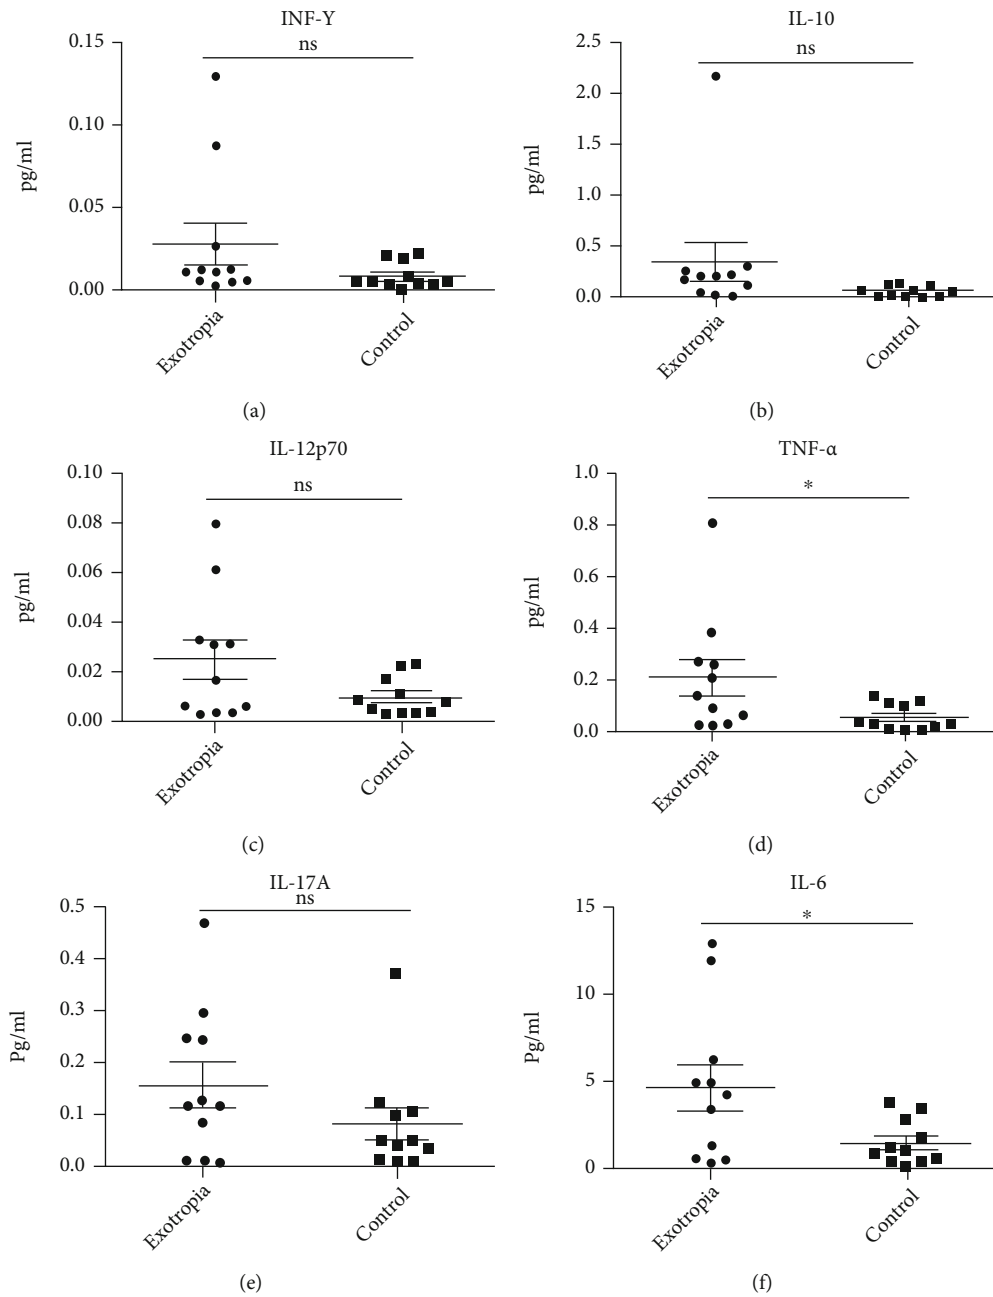 INF-Y
ns
0.15
0.10
0.05
0.00
pg/ml
Exotropia
Control
(a)
IL-10
ns
2.5
2.0
1.5
1.0
0.5
0.0
pg/ml
Exotropia
Control
(b)
IL-12p70
ns
0.10
0.08
0.06
0.04
0.02
0.00
pg/ml
Exotropia
Control
(c)
TNF-α
*
1.0
0.8
0.6
0.4
0.2
0.0
pg/ml
Exotropia
Control
(d)
IL-17A
ns
0.5
0.4
0.3
0.2
0.1
0.0
Pg/ml
Exotropia
Control
(e)
IL-6
*
15
10
5
0
Pg/ml
Exotropia
Control
(f)